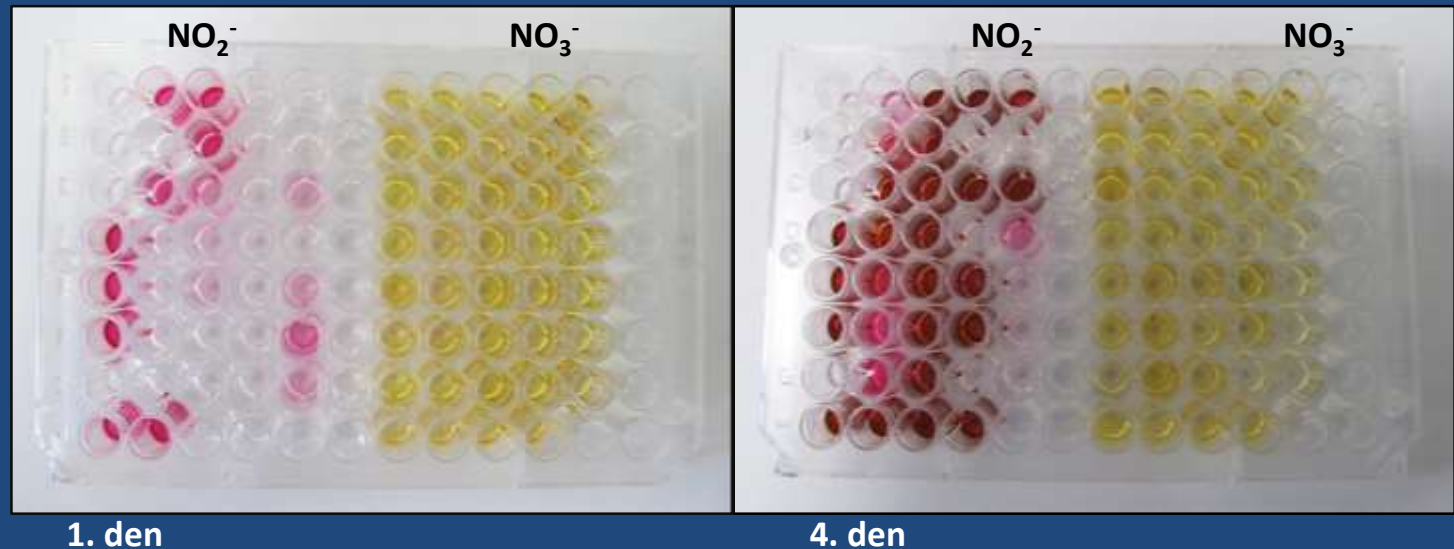 NO₂⁻ NO₃⁻ NO₂⁻ NO₃⁻
1. den 4. den